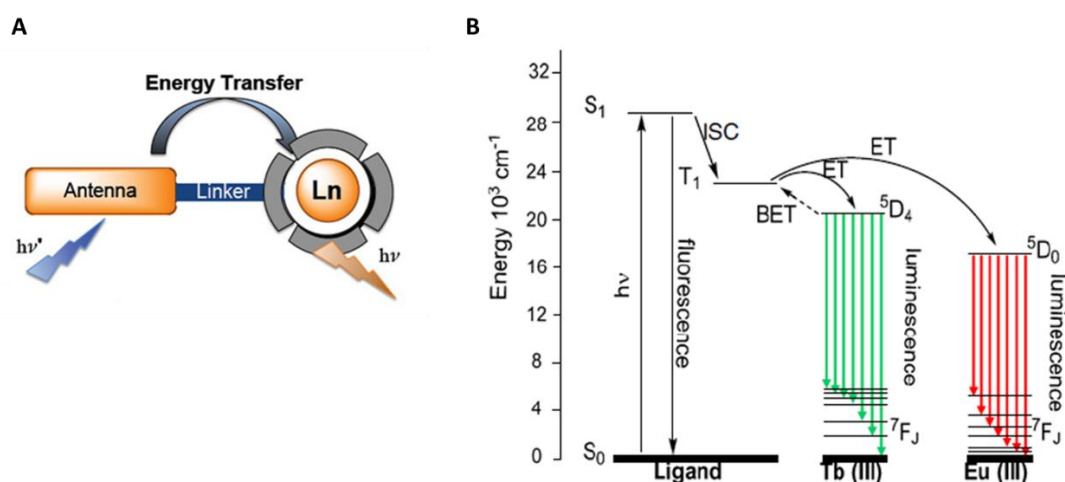 A
Energy Transfer
Antenna
Linker
Ln
hν'
hν
B
Energy 10³ cm⁻¹
32
28
24
20
16
12
8
4
0
S₁
ISC
T₁
ET
ET
BET
⁵D₄
⁵D₀
hν
fluorescence
luminescence
luminescence
⁷F_J
⁷F_J
S₀
Ligand
Tb (III)
Eu (III)